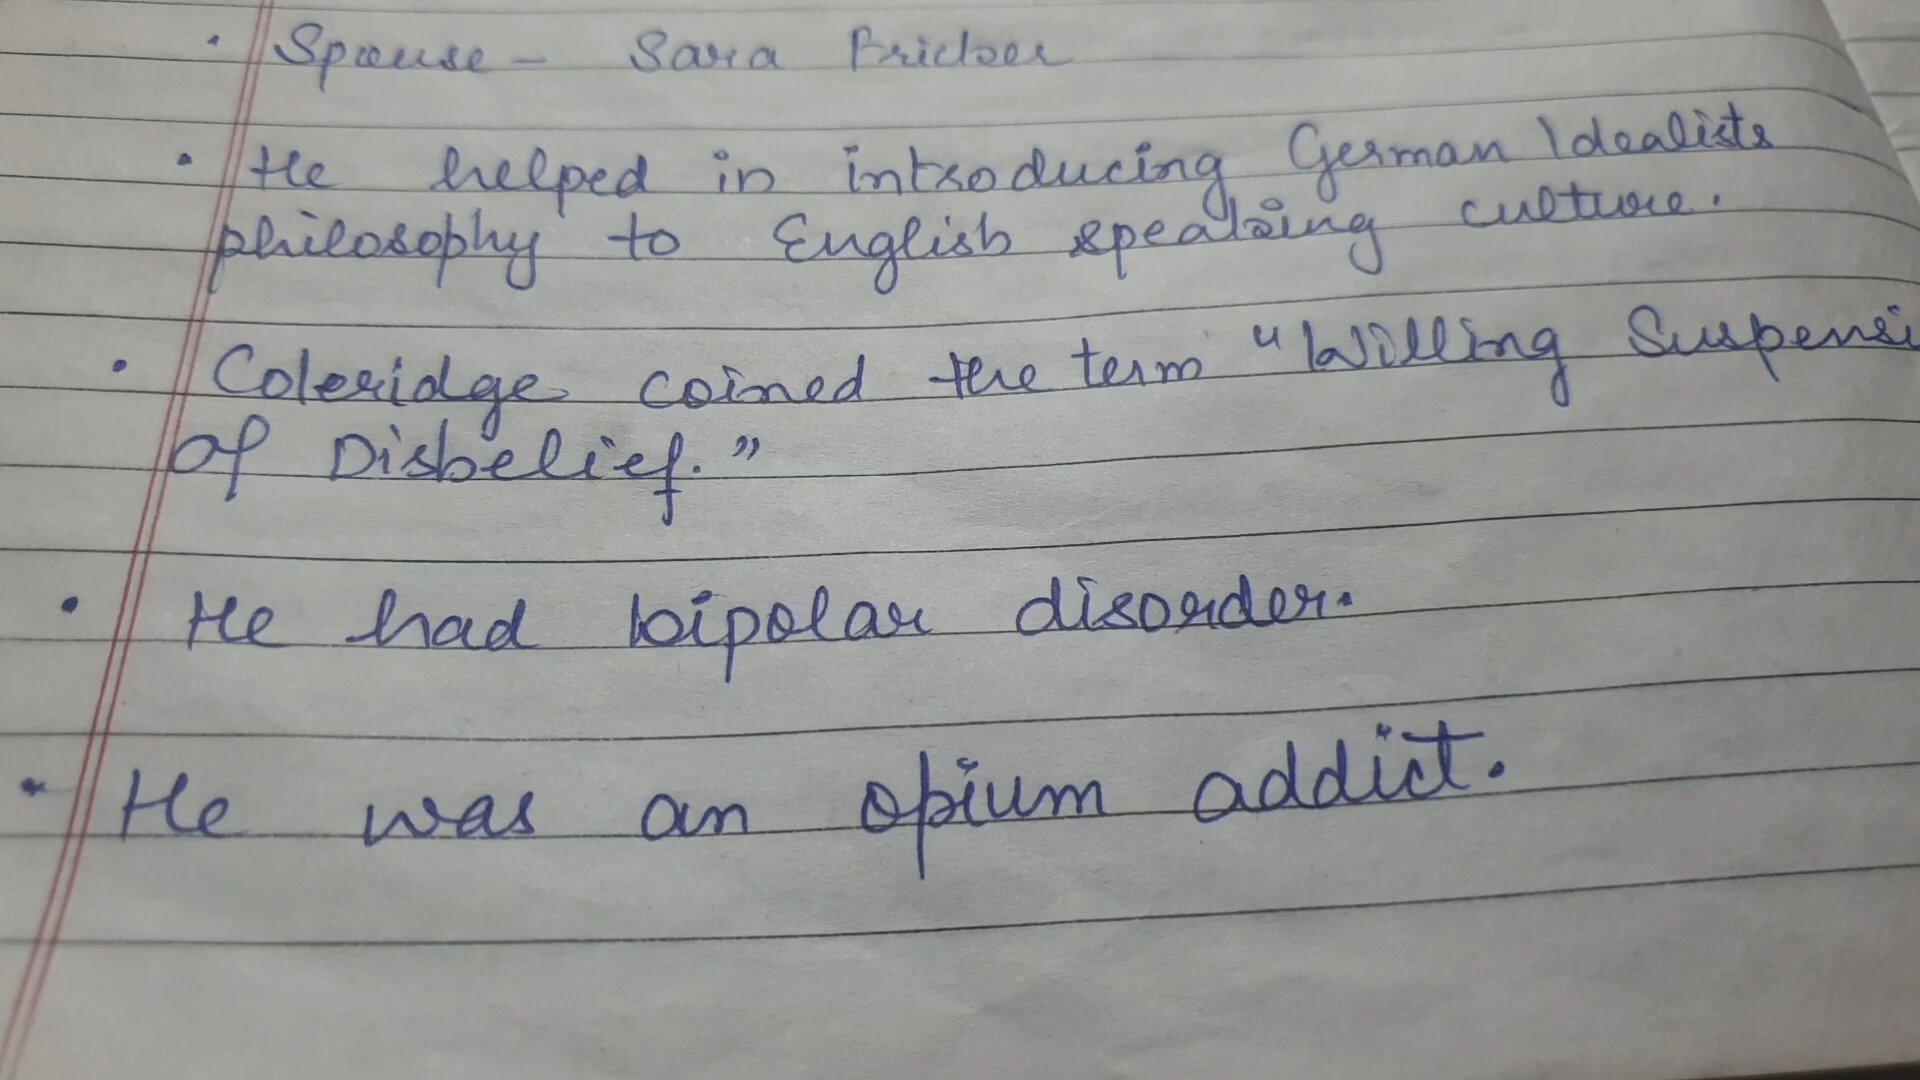 • Spouse - Sara Fricker
• He helped in introducing German Idealists
philosophy to English speaking culture.
• Coleridge coined the term "Willing Suspensi
of Disbelief."
• He had bipolar disorder.
• He was an opium addict.